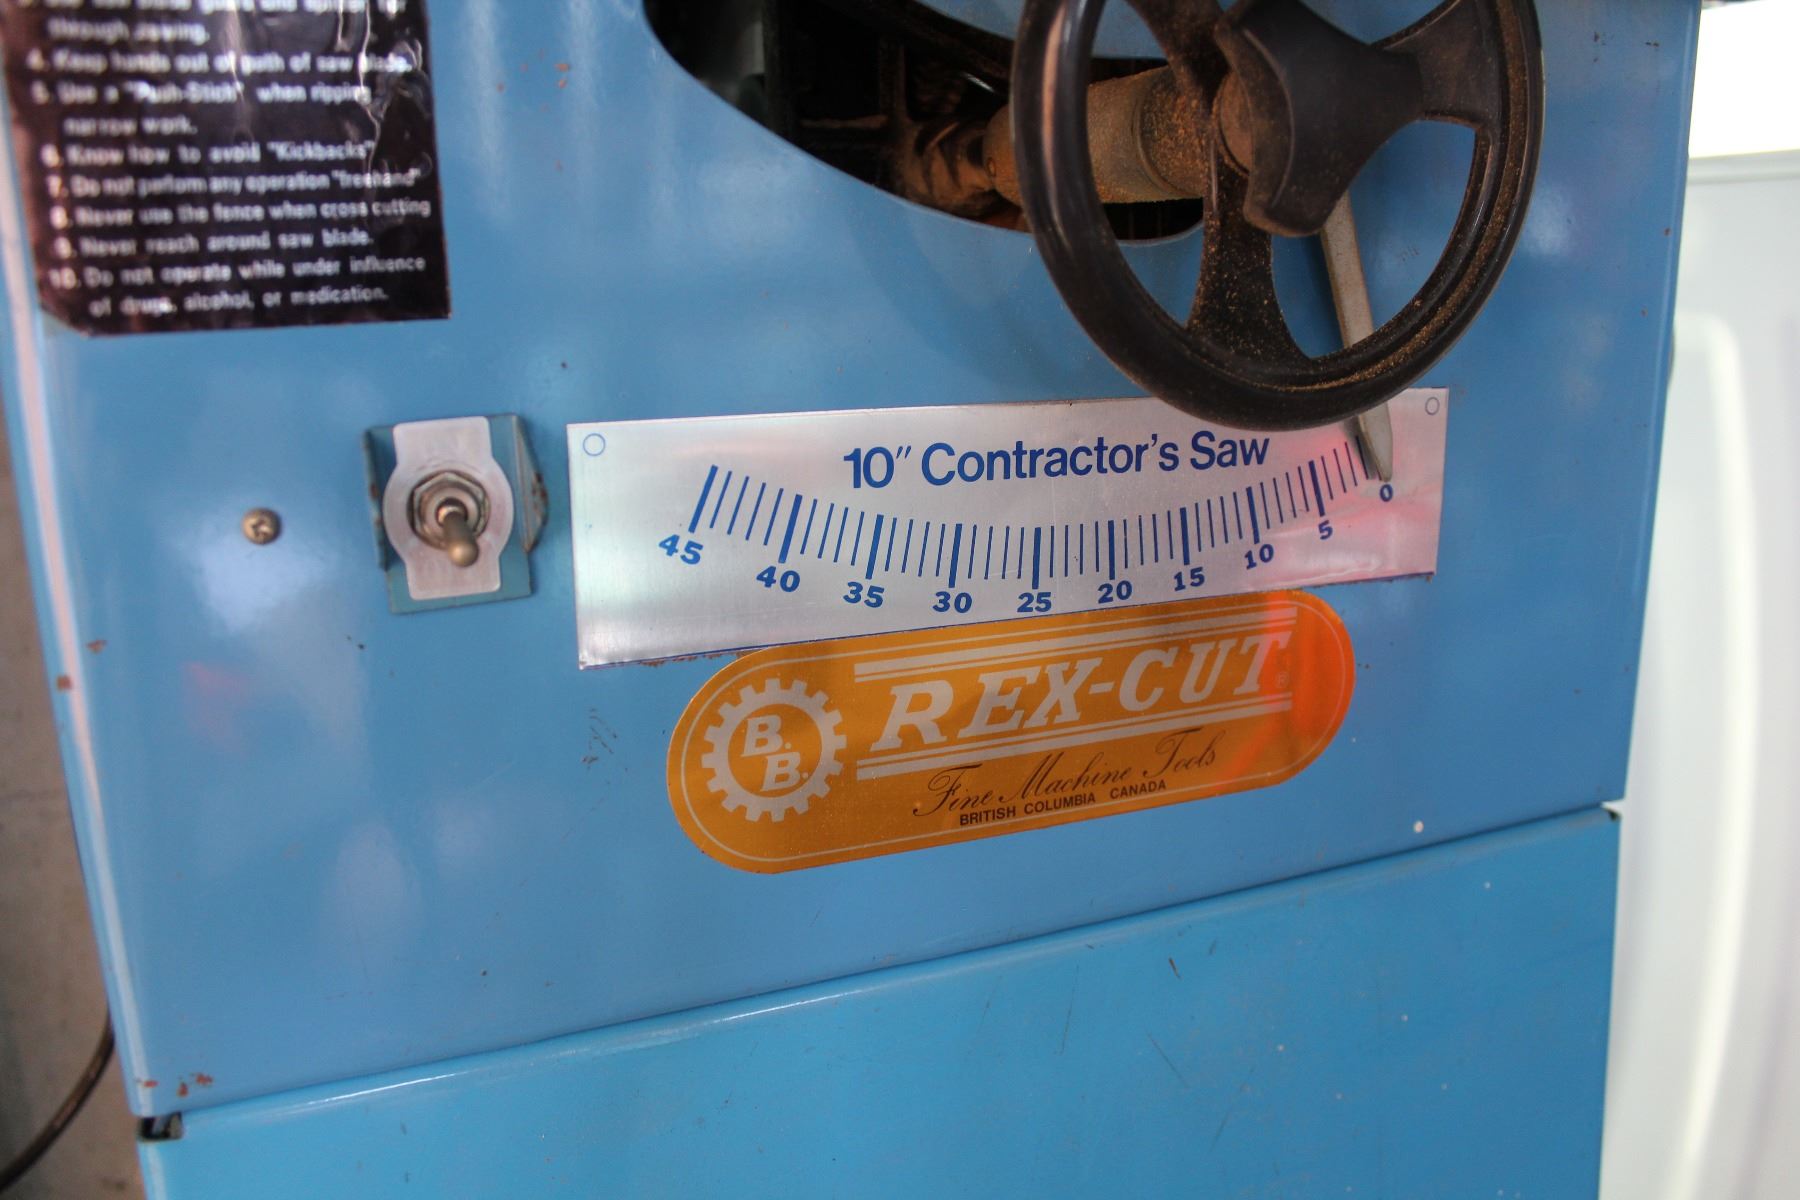 through sawing.
4. Keep hands out of path of saw blade.
5. Use a "Push-Stick" when ripping
narrow work.
6. Know how to avoid "Kickbacks"
7. Do not perform any operation "freehand"
8. Never use the fence when cross cutting
9. Never reach around saw blade.
10. Do not operate while under influence
of drugs, alcohol, or medication.
10" Contractor's Saw
45 40 35 30 25 20 15 10 5 0
B.B.
REX-CUT®
Fine Machine Tools
BRITISH COLUMBIA CANADA